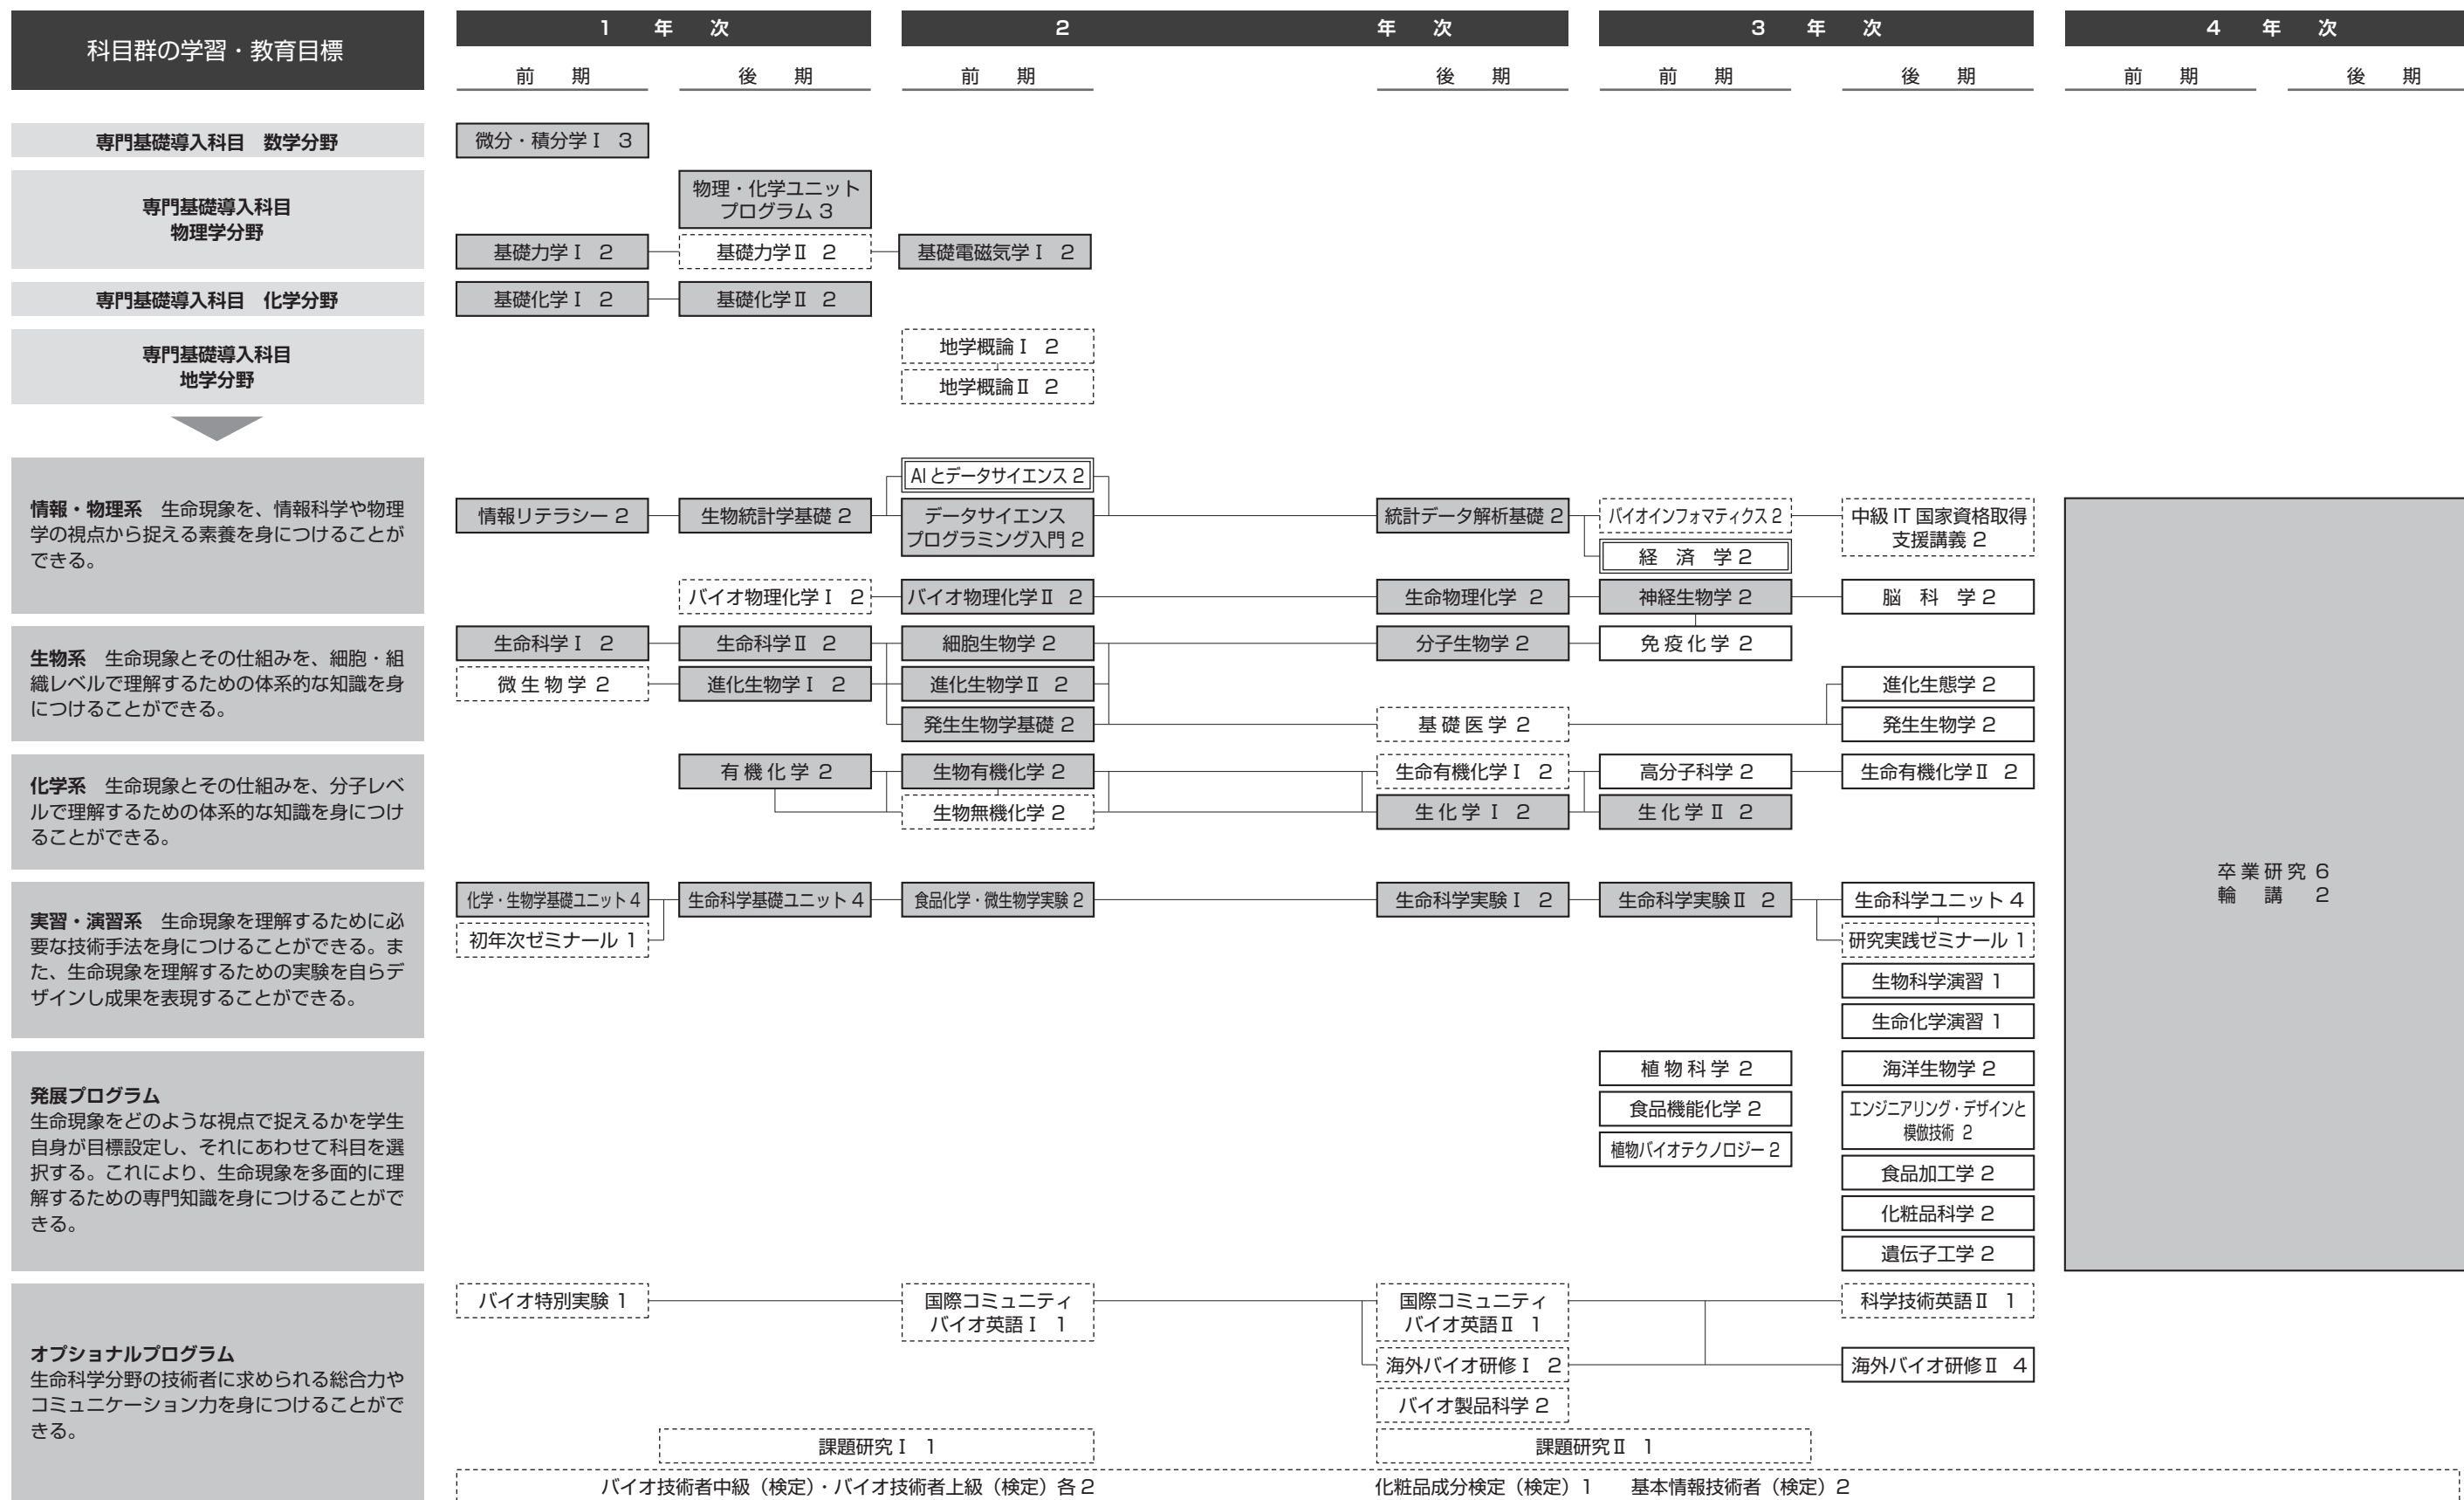 科目群の学習・教育目標
1 年 次
2 年 次
3 年 次
4 年 次
前 期
後 期
前 期
後 期
前 期
後 期
前 期
後 期
専門基礎導入科目 数学分野
微分・積分学Ⅰ 3
専門基礎導入科目
物理学分野
物理・化学ユニット
プログラム 3
基礎力学Ⅰ 2
基礎力学Ⅱ 2
基礎電磁気学Ⅰ 2
専門基礎導入科目 化学分野
基礎化学Ⅰ 2
基礎化学Ⅱ 2
専門基礎導入科目
地学分野
地学概論Ⅰ 2
地学概論Ⅱ 2
情報・物理系 生命現象を、情報科学や物理
学の視点から捉える素養を身につけることが
できる。
AIとデータサイエンス 2
情報リテラシー 2
生物統計学基礎 2
データサイエンス
プログラミング入門 2
統計データ解析基礎 2
バイオインフォマティクス 2
中級 IT 国家資格取得
支援講義 2
経 済 学 2
バイオ物理化学Ⅰ 2
バイオ物理化学Ⅱ 2
生命物理化学 2
神経生物学 2
脳 科 学 2
生物系 生命現象とその仕組みを、細胞・組
織レベルで理解するための体系的な知識を身
につけることができる。
生命科学Ⅰ 2
生命科学Ⅱ 2
細胞生物学 2
分子生物学 2
免疫化学 2
微生物学 2
進化生物学Ⅰ 2
進化生物学Ⅱ 2
進化生態学 2
発生生物学基礎 2
基礎医学 2
発生生物学 2
化学系 生命現象とその仕組みを、分子レベ
ルで理解するための体系的な知識を身につけ
ることができる。
有機化学 2
生物有機化学 2
生命有機化学Ⅰ 2
高分子科学 2
生命有機化学Ⅱ 2
生物無機化学 2
生化学Ⅰ 2
生化学Ⅱ 2
実習・演習系 生命現象を理解するために必
要な技術手法を身につけることができる。ま
た、生命現象を理解するための実験を自らデ
ザインし成果を表現することができる。
化学・生物学基礎ユニット 4
生命科学基礎ユニット 4
食品化学・微生物学実験 2
生命科学実験Ⅰ 2
生命科学実験Ⅱ 2
生命科学ユニット 4
初年次ゼミナール 1
研究実践ゼミナール 1
生物科学演習 1
生命化学演習 1
卒業研究 6
輪 講 2
発展プログラム
生命現象をどのような視点で捉えるかを学生
自身が目標設定し、それにあわせて科目を選
択する。これにより、生命現象を多面的に理
解するための専門知識を身につけることがで
きる。
植物科学 2
海洋生物学 2
食品機能化学 2
エンジニアリング・デザインと
模倣技術 2
植物バイオテクノロジー 2
食品加工学 2
化粧品科学 2
遺伝子工学 2
オプショナルプログラム
生命科学分野の技術者に求められる総合力や
コミュニケーション力を身につけることがで
きる。
バイオ特別実験 1
国際コミュニティ
バイオ英語Ⅰ 1
国際コミュニティ
バイオ英語Ⅱ 1
科学技術英語Ⅱ 1
海外バイオ研修Ⅰ 2
海外バイオ研修Ⅱ 4
バイオ製品科学 2
課題研究Ⅰ 1
課題研究Ⅱ 1
バイオ技術者中級（検定）・バイオ技術者上級（検定）各 2
化粧品成分検定（検定）1
基本情報技術者（検定）2